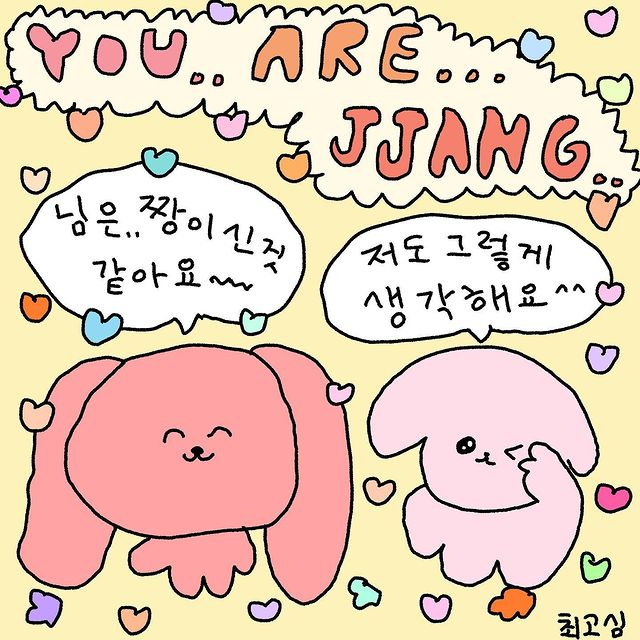 YOU.. ARE...
JJANG..
님은,, 짱이신것
같아요~~
저도 그렇게
생각해요^^
최고심